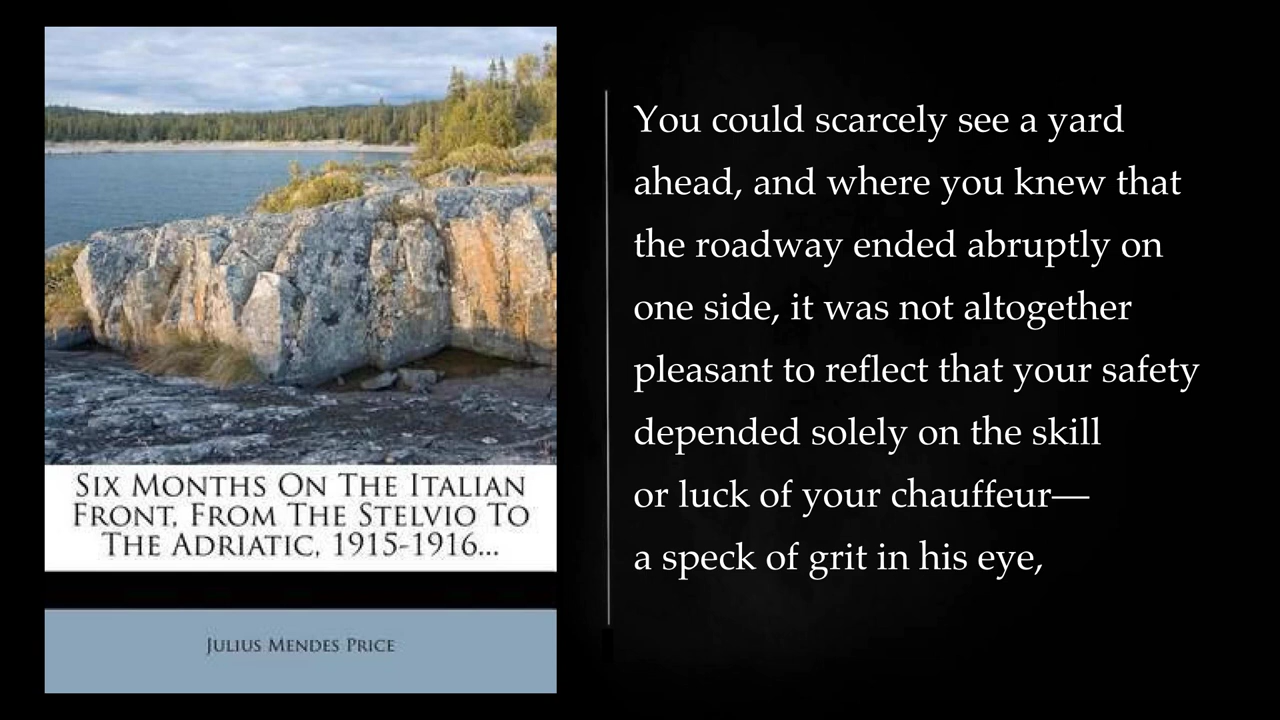 Six Months On The Italian
Front, From The Stelvio To
The Adriatic, 1915-1916...
Julius Mendes Price
You could scarcely see a yard
ahead, and where you knew that
the roadway ended abruptly on
one side, it was not altogether
pleasant to reflect that your safety
depended solely on the skill
or luck of your chauffeur—
a speck of grit in his eye,